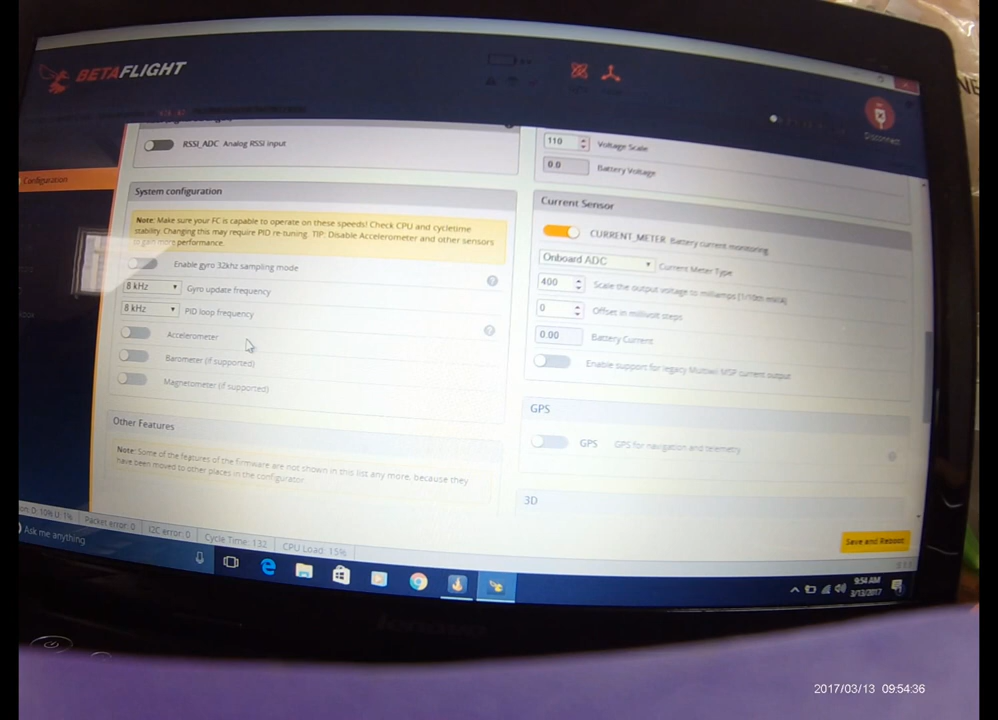 BETAFLIGHT
Disconnect
Configuration
RSSI_ADC Analog RSSI input
System configuration
Note: Make sure your FC is capable to operate on these speeds! Check CPU and cycletime
stability. Changing this may require PID re-tuning. TIP: Disable Accelerometer and other sensors
to gain more performance.
Enable gyro 32khz sampling mode
8 kHz Gyro update frequency
8 kHz PID loop frequency
Accelerometer
Barometer (if supported)
Magnetometer (if supported)
Other Features
Note: Some of the features of the firmware are not shown in this list any more, because they
have been moved to other places in the configurator.
110 Voltage Scale
0.0 Battery Voltage
Current Sensor
CURRENT_METER Battery current monitoring
Onboard ADC Current Meter Type
400 Scale the output voltage to milliamps [1/10th mV/A]
0 Offset in millivolt steps
0.00 Battery Current
Enable support for legacy Multiwii MSP current output
GPS
GPS GPS for navigation and telemetry
3D
Save and Reboot
D: 10% U: 1% Packet error: 0 I2C error: 0 Cycle Time: 132 CPU Load: 15%
Ask me anything
9:54 AM
3/13/2017
lenovo
NE
2017/03/13 09:54:36